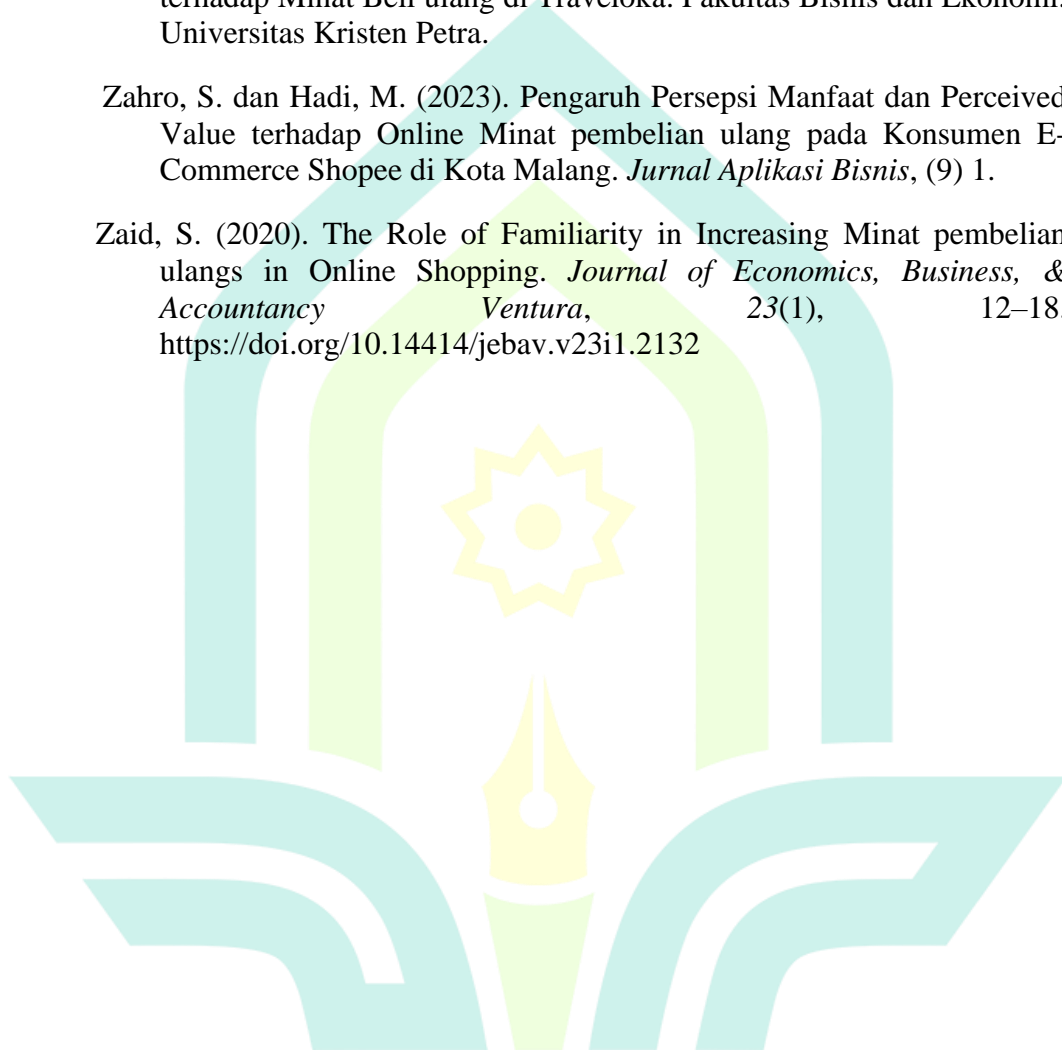 terhadap Minat Beli ulang di Traveloka. Fakultas Bisnis dan Ekonomi.
Universitas Kristen Petra.
Zahro, S. dan Hadi, M. (2023). Pengaruh Persepsi Manfaat dan Perceived
Value terhadap Online Minat pembelian ulang pada Konsumen E-
Commerce Shopee di Kota Malang. Jurnal Aplikasi Bisnis, (9) 1.
Zaid, S. (2020). The Role of Familiarity in Increasing Minat pembelian
ulangs in Online Shopping. Journal of Economics, Business, &
Accountancy Ventura, 23(1), 12–18.
https://doi.org/10.14414/jebav.v23i1.2132